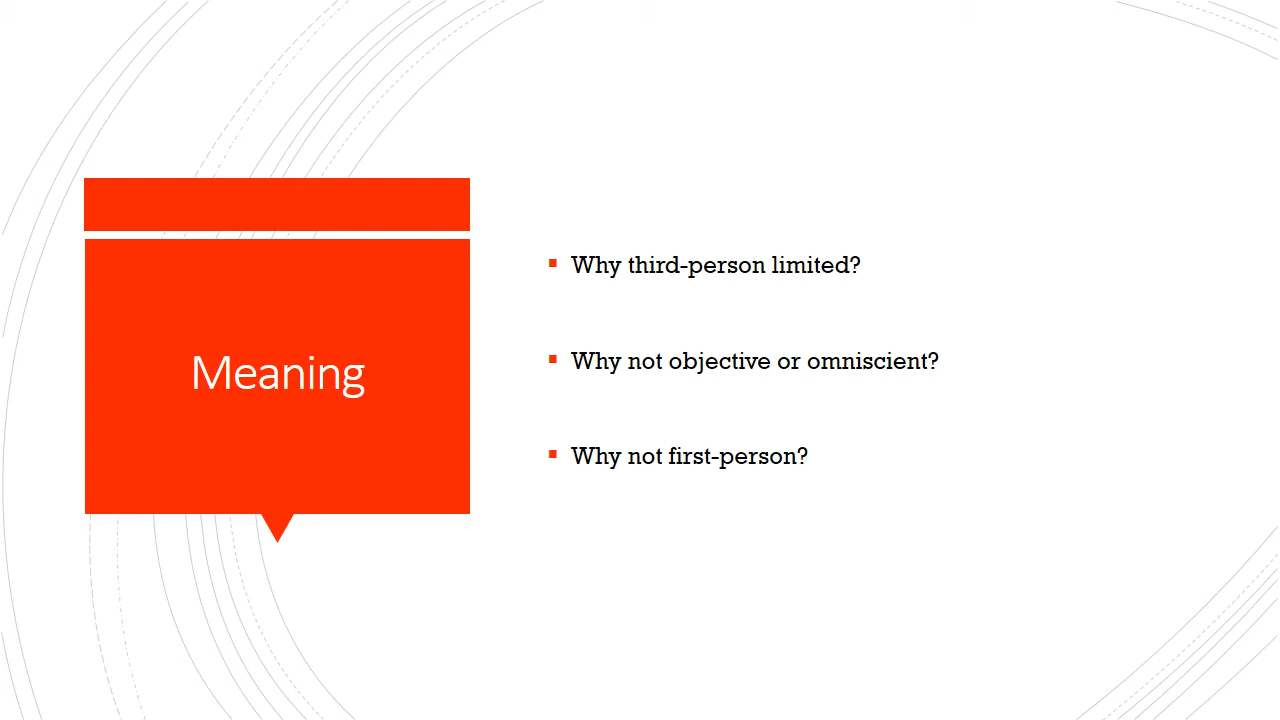 Meaning
Why third-person limited?
Why not objective or omniscient?
Why not first-person?